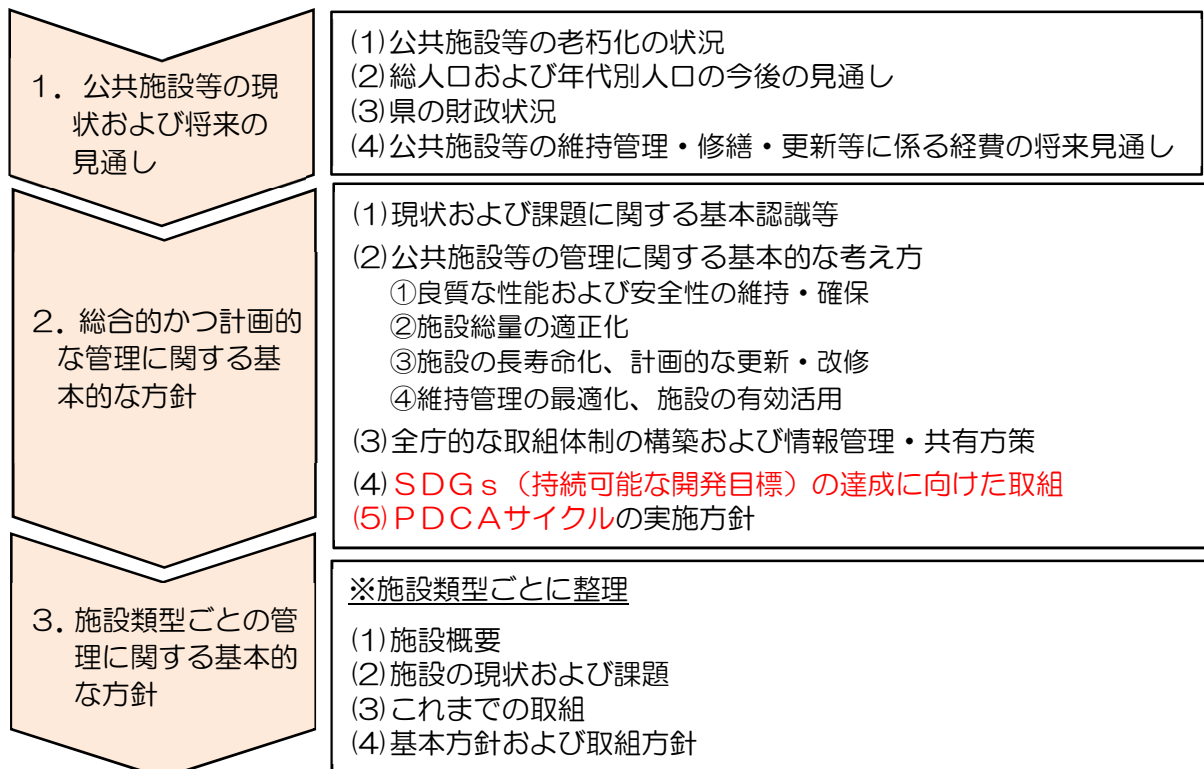 1．公共施設等の現
状および将来の
見通し
(1)公共施設等の老朽化の状況
(2)総人口および年代別人口の今後の見通し
(3)県の財政状況
(4)公共施設等の維持管理・修繕・更新等に係る経費の将来見通し
2．総合的かつ計画的
な管理に関する基
本的な方針
(1)現状および課題に関する基本認識等
(2)公共施設等の管理に関する基本的な考え方
①良質な性能および安全性の維持・確保
②施設総量の適正化
③施設の長寿命化、計画的な更新・改修
④維持管理の最適化、施設の有効活用
(3)全庁的な取組体制の構築および情報管理・共有方策
(4)ＳＤＧｓ（持続可能な開発目標）の達成に向けた取組
(5)ＰＤＣＡサイクルの実施方針
3．施設類型ごとの管
理に関する基本的
な方針
※施設類型ごとに整理
(1)施設概要
(2)施設の現状および課題
(3)これまでの取組
(4)基本方針および取組方針